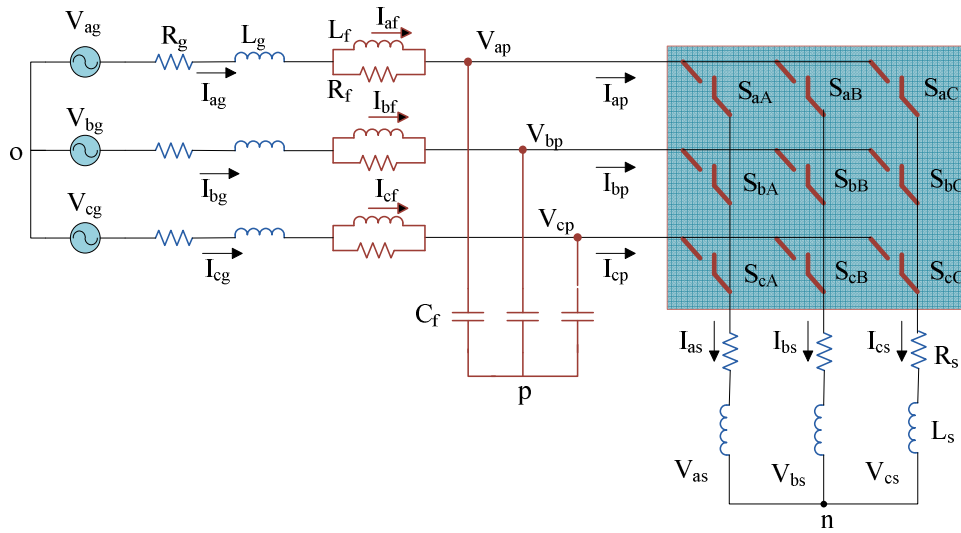 V_ag R_g L_g L_f I_af V_ap
I_ag R_f I_ap S_aA S_aB S_aC
V_bg I_bf V_bp
o
I_bg I_bp S_bA S_bB S_bC
V_cg I_cf V_cp
I_cg I_cp S_cA S_cB S_cC
C_f
I_as I_bs I_cs R_s
p
L_s
V_as V_bs V_cs
n